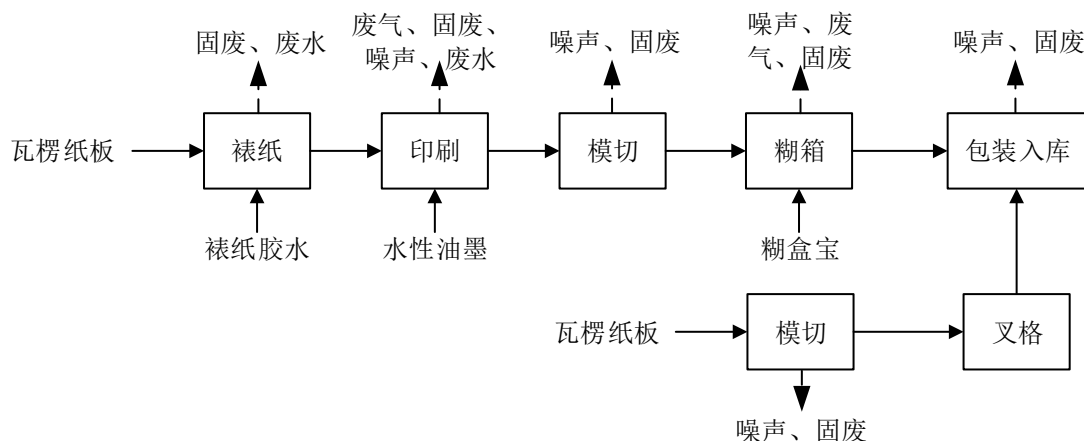 固废、废水
废气、固废、
噪声、废水
噪声、固废
噪声、废
气、固废
噪声、固废
瓦楞纸板
裱纸
印刷
模切
糊箱
包装入库
裱纸胶水
水性油墨
糊盒宝
瓦楞纸板
模切
叉格
噪声、固废